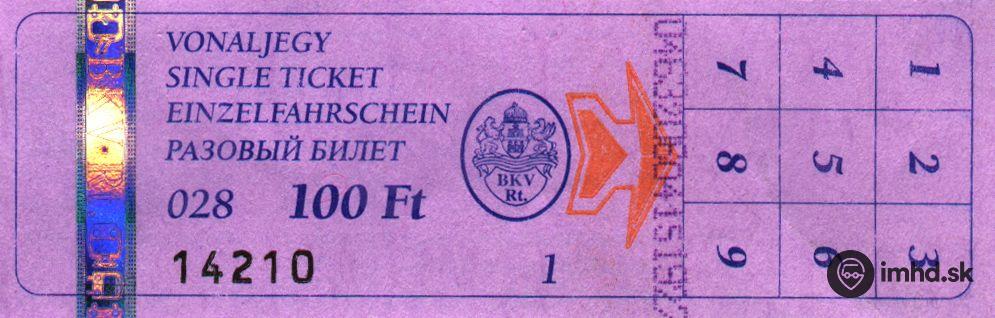 VONALJEGY
SINGLE TICKET
EINZELFAHRSCHEIN
РАЗОВЫЙ БИЛЕТ
028 100 Ft
14210
1
BKV
Rt.
BKV
7 4 1
8 5 2
9 6 3
imhd.sk